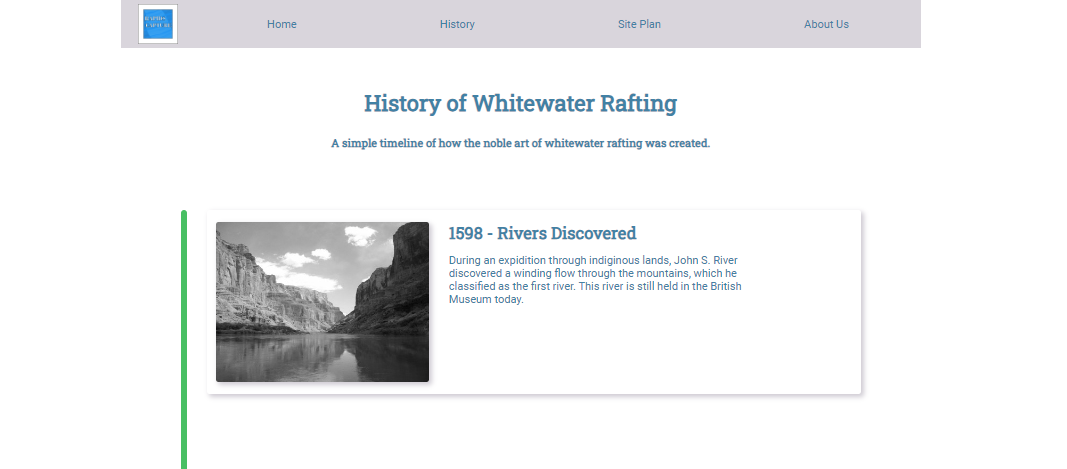 Home
History
Site Plan
About Us
History of Whitewater Rafting
A simple timeline of how the noble art of whitewater rafting was created.
1598 - Rivers Discovered
During an expidition through indiginous lands, John S. River
discovered a winding flow through the mountains, which he
classified as the first river. This river is still held in the British
Museum today.